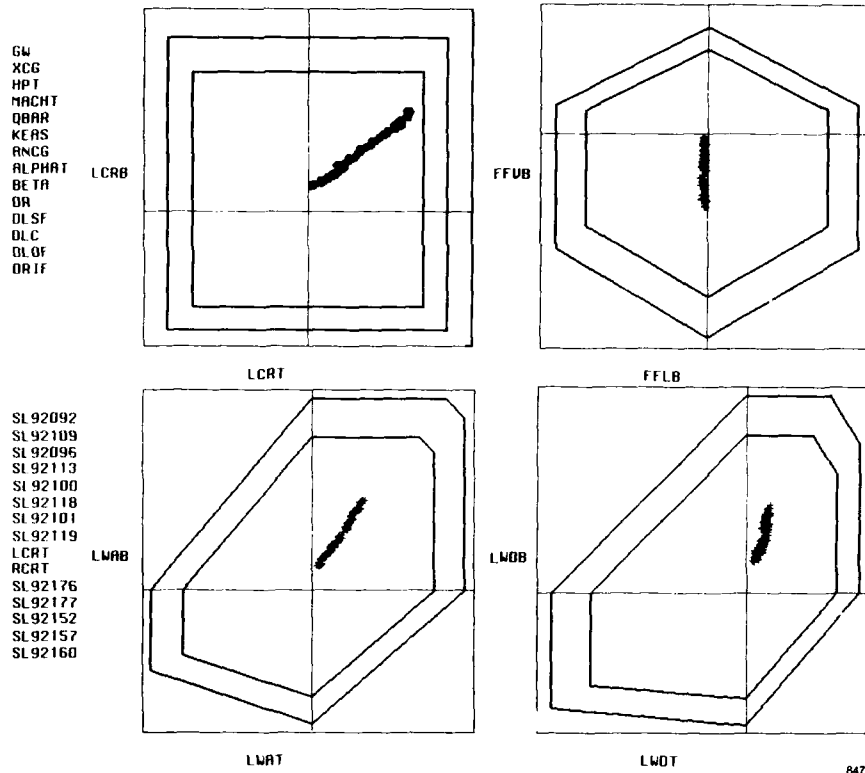 GW
XCG
HPT
MACHT
QBAR
KEAS
ANCG
ALPHAT
BETA
DR
DLSF
DLC
DLOF
DRIF
LCRB
LCRT
FFVB
FFLB
SL92092
SL92109
SL92096
SL92113
SL92100
SL92118
SL92101
SL92119
LCRT
RCRT
SL92176
SL92177
SL92152
SL92157
SL92160
LWAB
LWAT
LWOB
LWOT
847